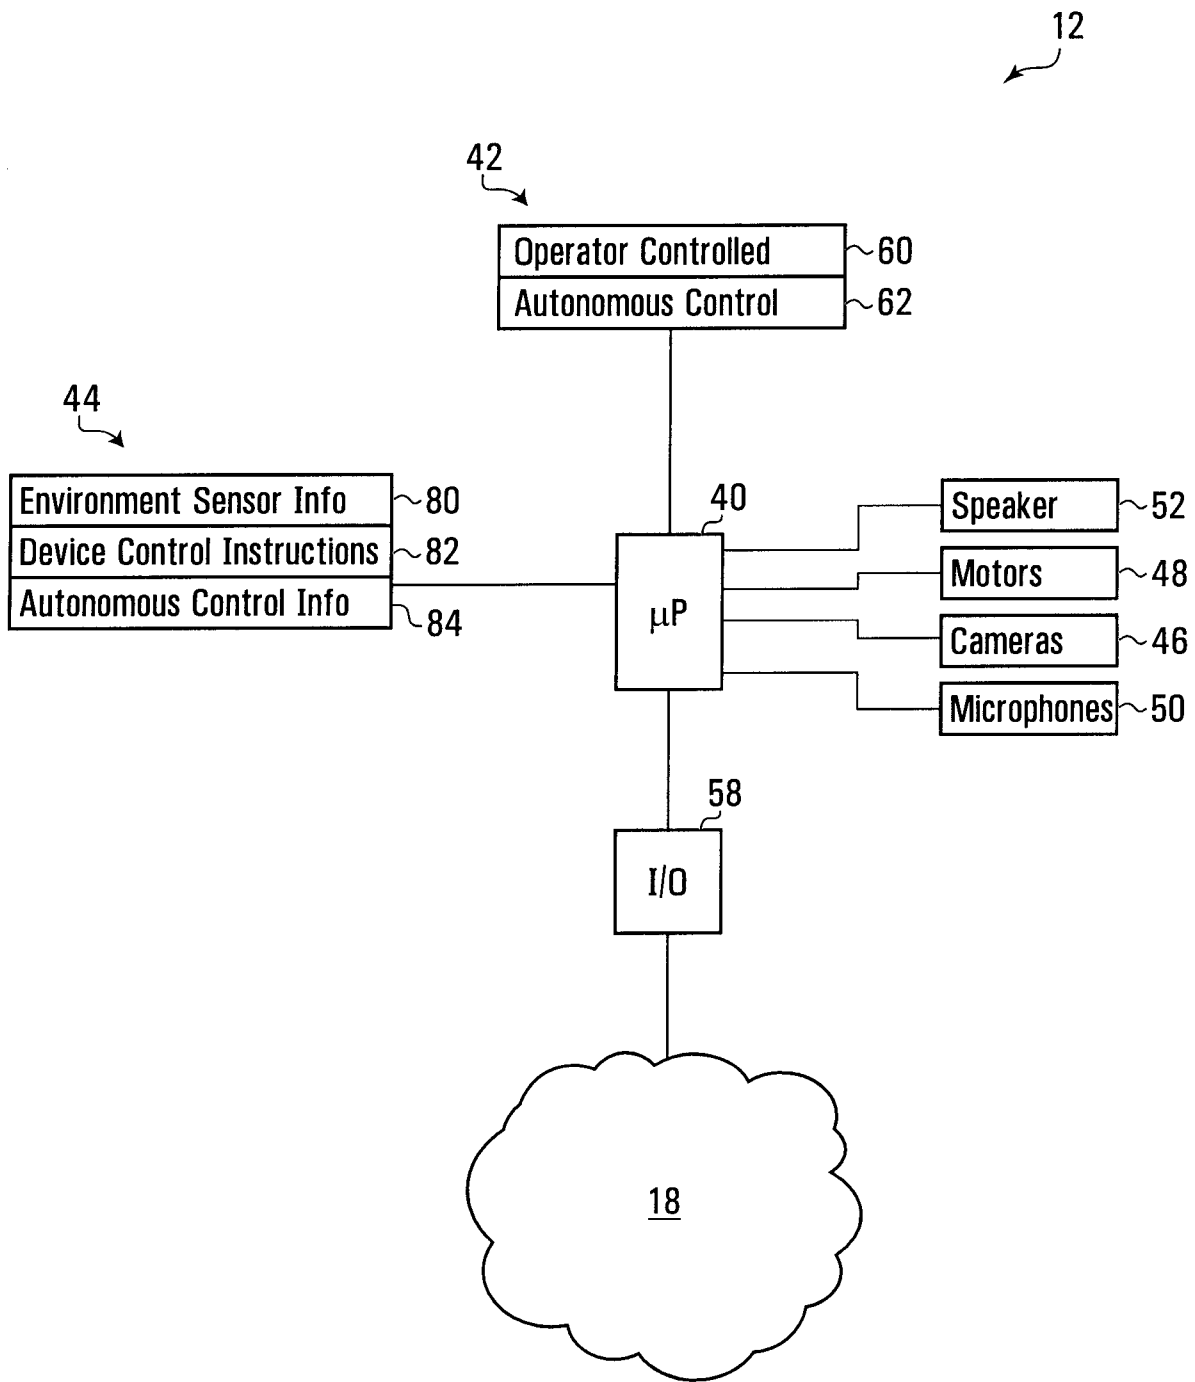 12
42
Operator Controlled 60
Autonomous Control 62
44
Environment Sensor Info 80
Device Control Instructions 82
Autonomous Control Info 84
40
µP
Speaker 52
Motors 48
Cameras 46
Microphones 50
58
I/O
18